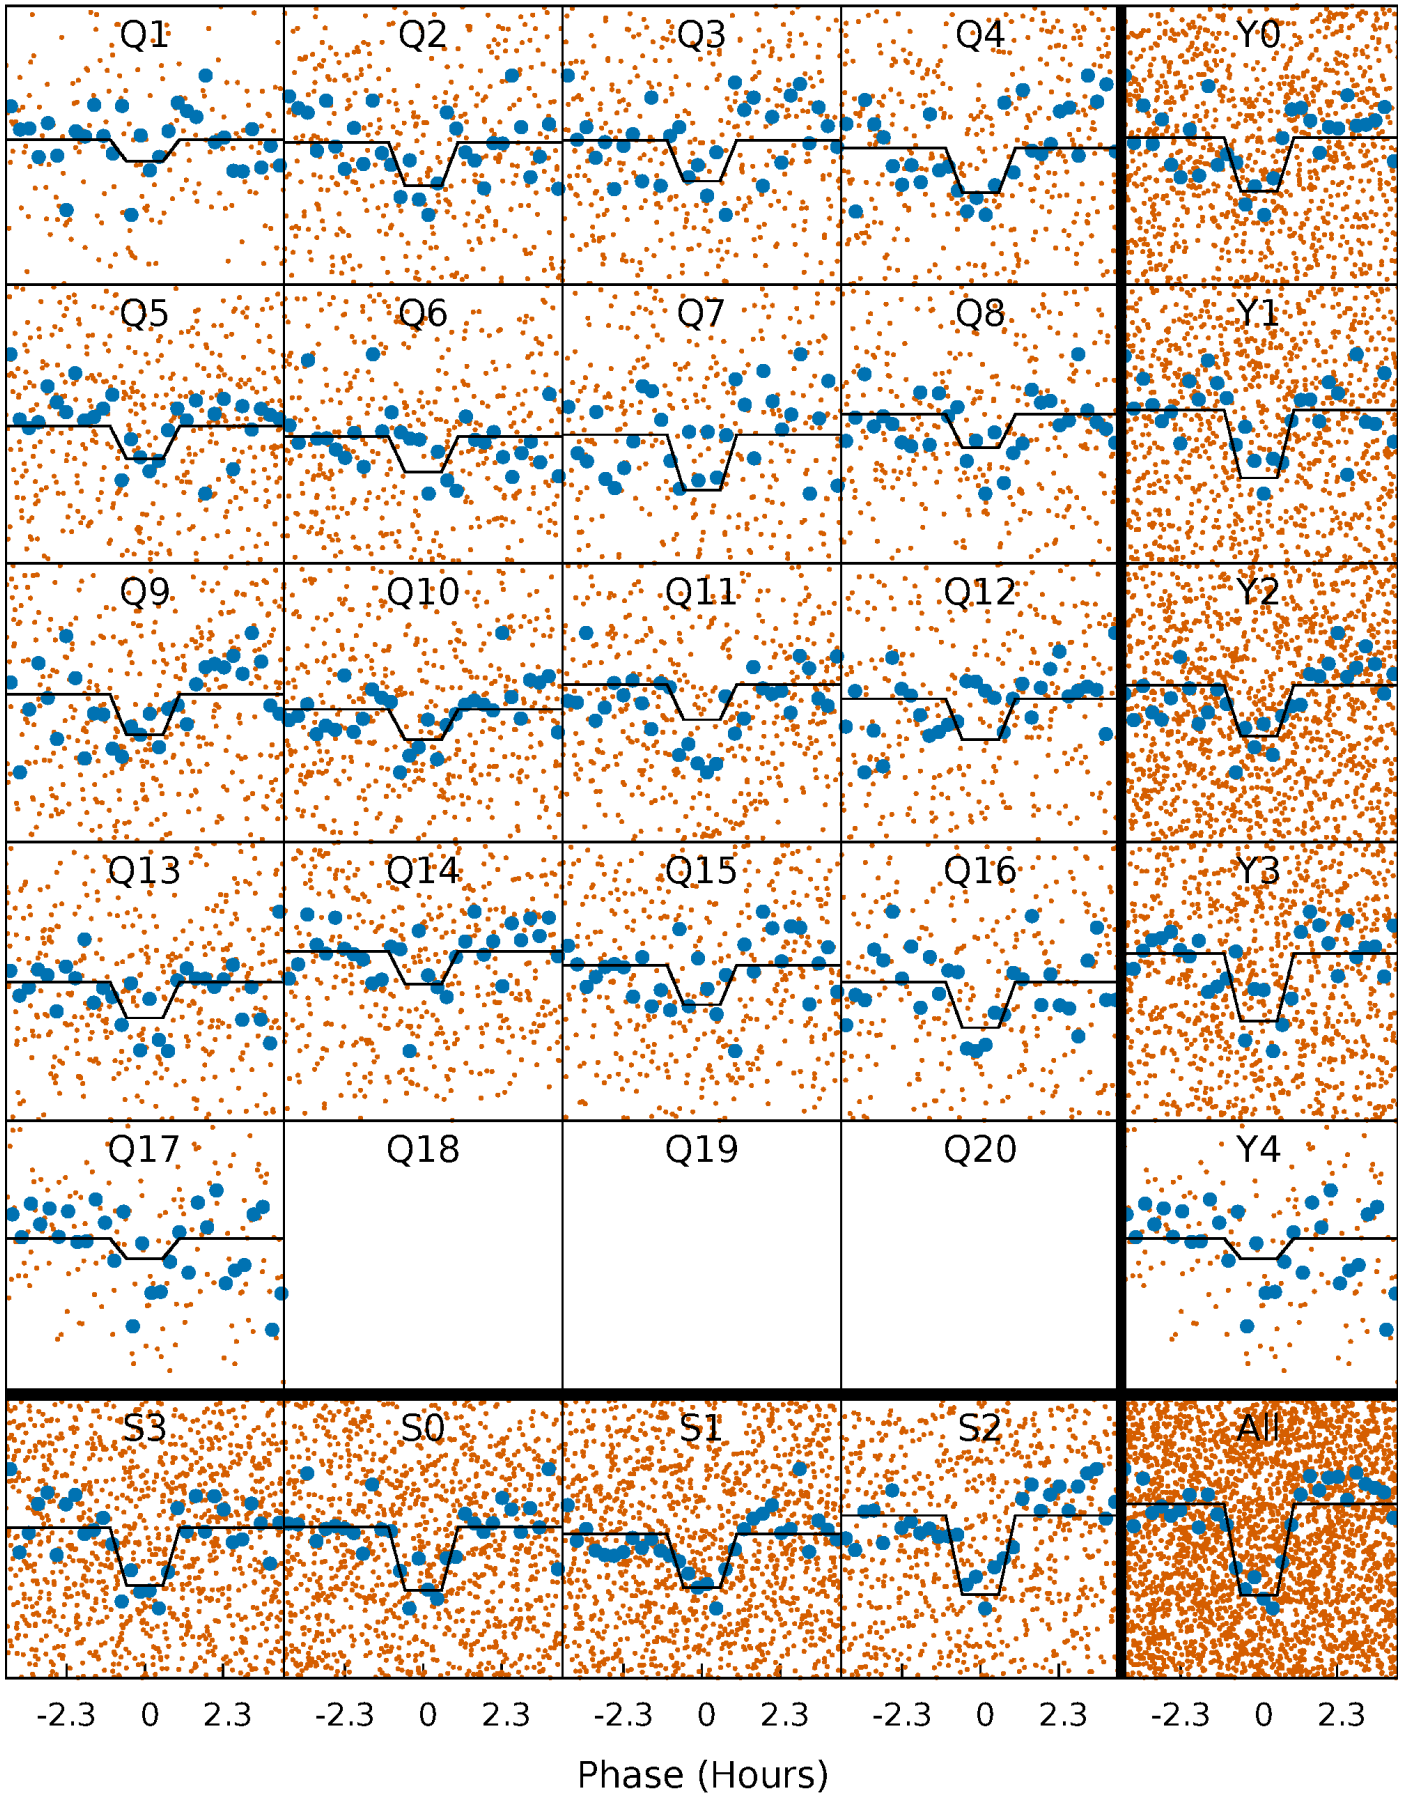 Q1 Q2 Q3 Q4 Y0
Q5 Q6 Q7 Q8 Y1
Q9 Q10 Q11 Q12 Y2
Q13 Q14 Q15 Q16 Y3
Q17 Q18 Q19 Q20 Y4
S3 S0 S1 S2 All
-2.3 0 2.3 -2.3 0 2.3 -2.3 0 2.3 -2.3 0 2.3 -2.3 0 2.3
Phase (Hours)